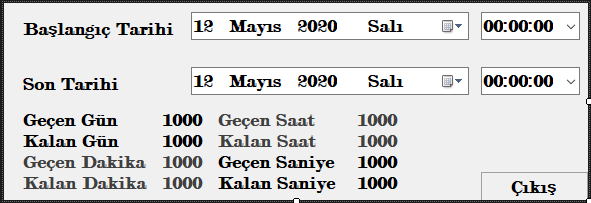 Başlangıç Tarihi 12 Mayıs 2020 Salı 00:00:00
Son Tarihi 12 Mayıs 2020 Salı 00:00:00
Geçen Gün 1000 Geçen Saat 1000
Kalan Gün 1000 Kalan Saat 1000
Geçen Dakika 1000 Geçen Saniye 1000
Kalan Dakika 1000 Kalan Saniye 1000
Çıkış